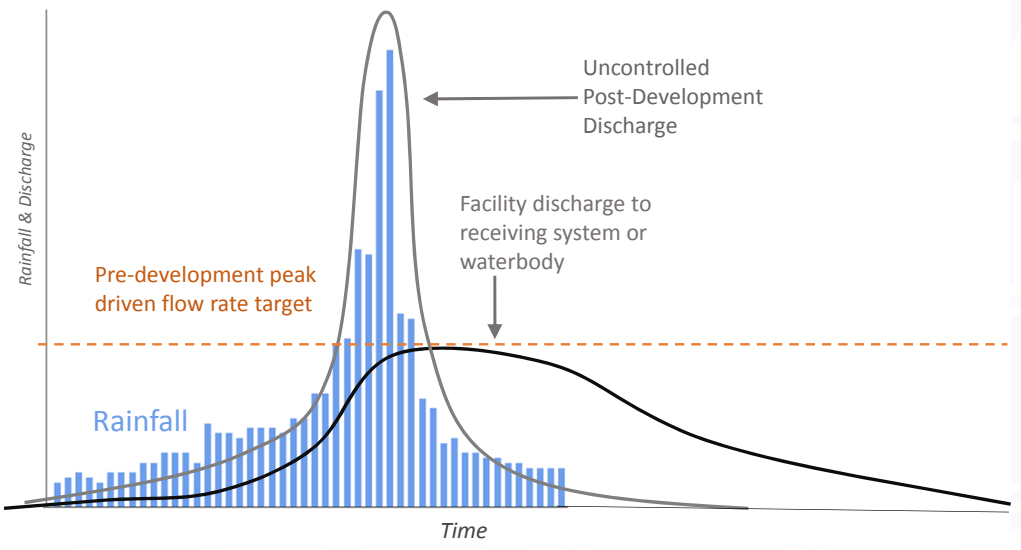 Uncontrolled
Post-Development
Discharge
Rainfall & Discharge
Facility discharge to
receiving system or
waterbody
Pre-development peak
driven flow rate target
Rainfall
Time